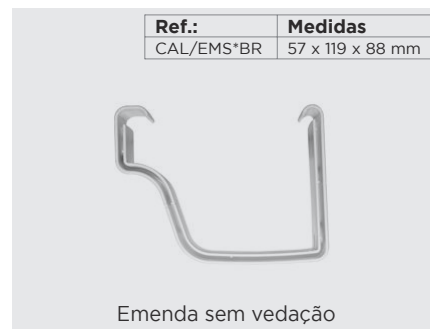 Ref.: Medidas
CAL/EMS*BR 57 x 119 x 88 mm
Emenda sem vedação